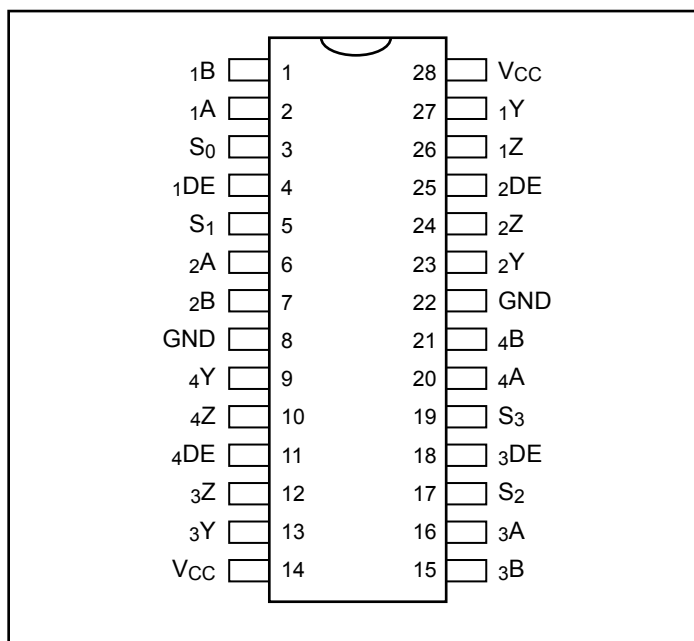 1B 1 28 VCC
1A 2 27 1Y
S0 3 26 1Z
1DE 4 25 2DE
S1 5 24 2Z
2A 6 23 2Y
2B 7 22 GND
GND 8 21 4B
4Y 9 20 4A
4Z 10 19 S3
4DE 11 18 3DE
3Z 12 17 S2
3Y 13 16 3A
VCC 14 15 3B